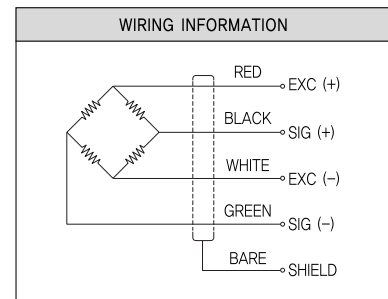 WIRING INFORMATION
RED EXC (+)
BLACK SIG (+)
WHITE EXC (−)
GREEN SIG (−)
BARE SHIELD